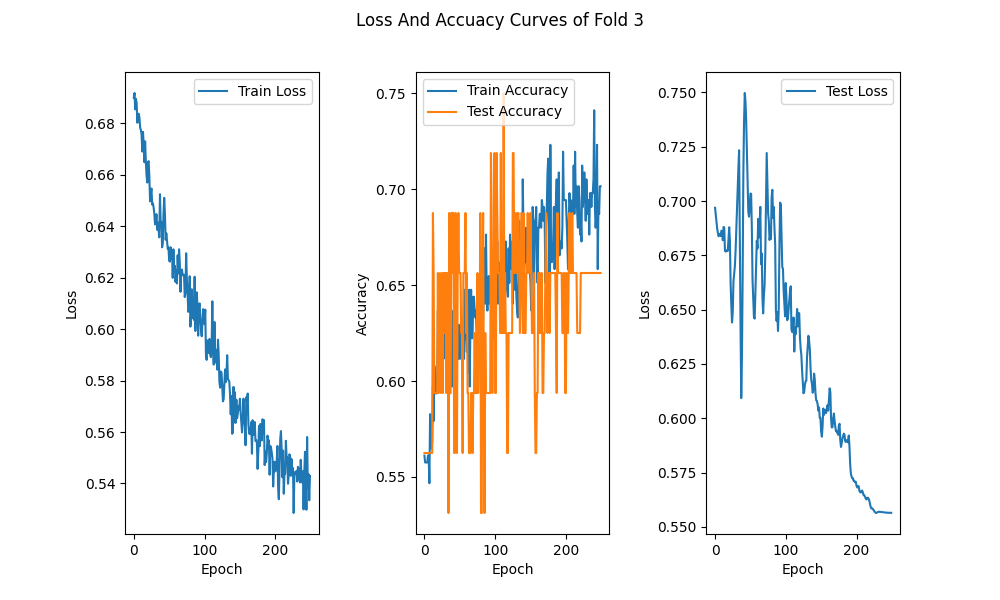 Loss And Accuacy Curves of Fold 3
Train Loss
0.68
0.66
0.64
0.62
0.60
0.58
0.56
0.54
Loss
0
100
200
Epoch
Train Accuracy
Test Accuracy
0.75
0.70
0.65
0.60
0.55
Accuracy
0
100
200
Epoch
Test Loss
0.750
0.725
0.700
0.675
0.650
0.625
0.600
0.575
0.550
Loss
0
100
200
Epoch